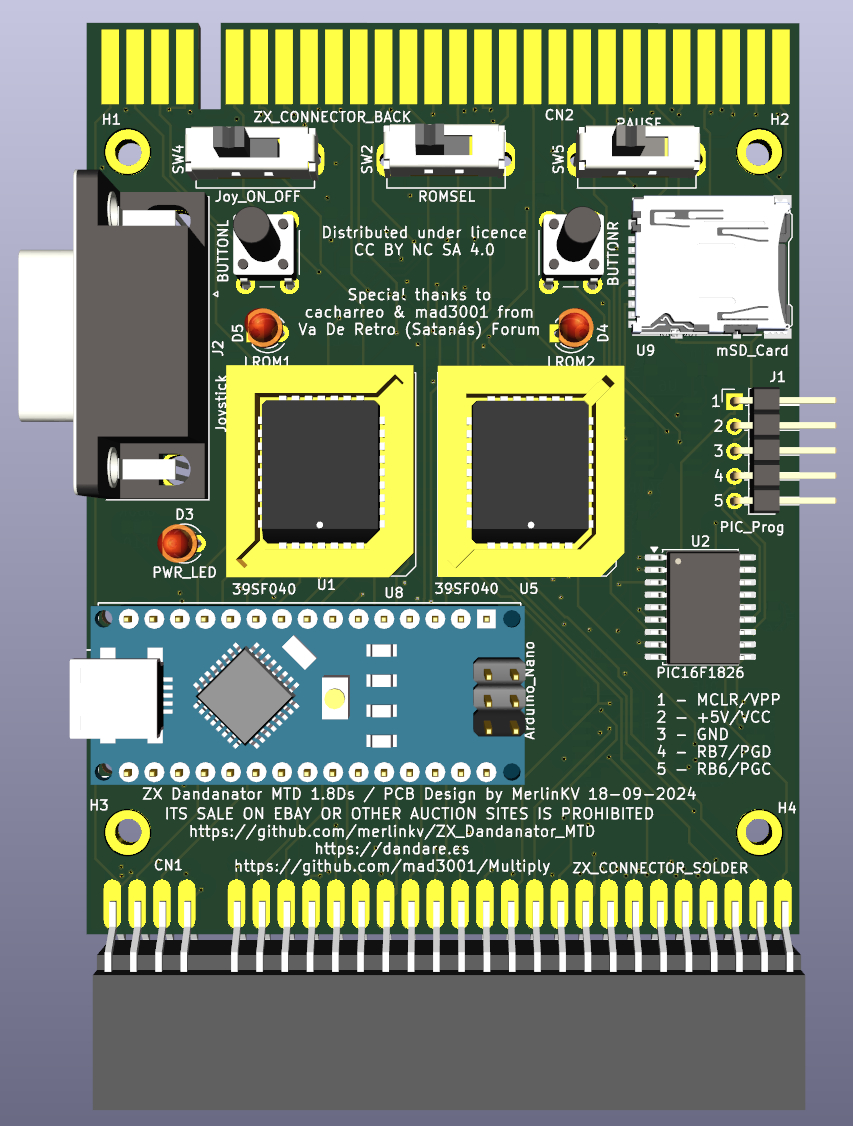 H1
ZX_CONNECTOR_BACK
CN2
PAUSE
H2
SW4
SW2
SW5
Joy_ON_OFF
ROMSEL
BUTTONL
Distributed under licence
CC BY NC SA 4.0
BUTTONR
Special thanks to
cacharreo & mad3001 from
Va De Retro (Satanás) Forum
D5
D4
J2
Joystick
LROM1
LROM2
U9
mSD_Card
J1
1
2
3
4
5
PIC_Prog
D3
PWR_LED
39SF040
U1
U8
39SF040
U5
U2
PIC16F1826
Arduino_Nano
1 - MCLR/VPP
2 - +5V/VCC
3 - GND
4 - RB7/PGD
5 - RB6/PGC
ZX Dandanator MTD 1.8Ds / PCB Design by MerlinKV 18-09-2024
H3
H4
ITS SALE ON EBAY OR OTHER AUCTION SITES IS PROHIBITED
https://github.com/merlinkv/ZX_Dandanator_MTD
https://dandare.es
https://github.com/mad3001/Multiply
CN1
ZX_CONNECTOR_SOLDER